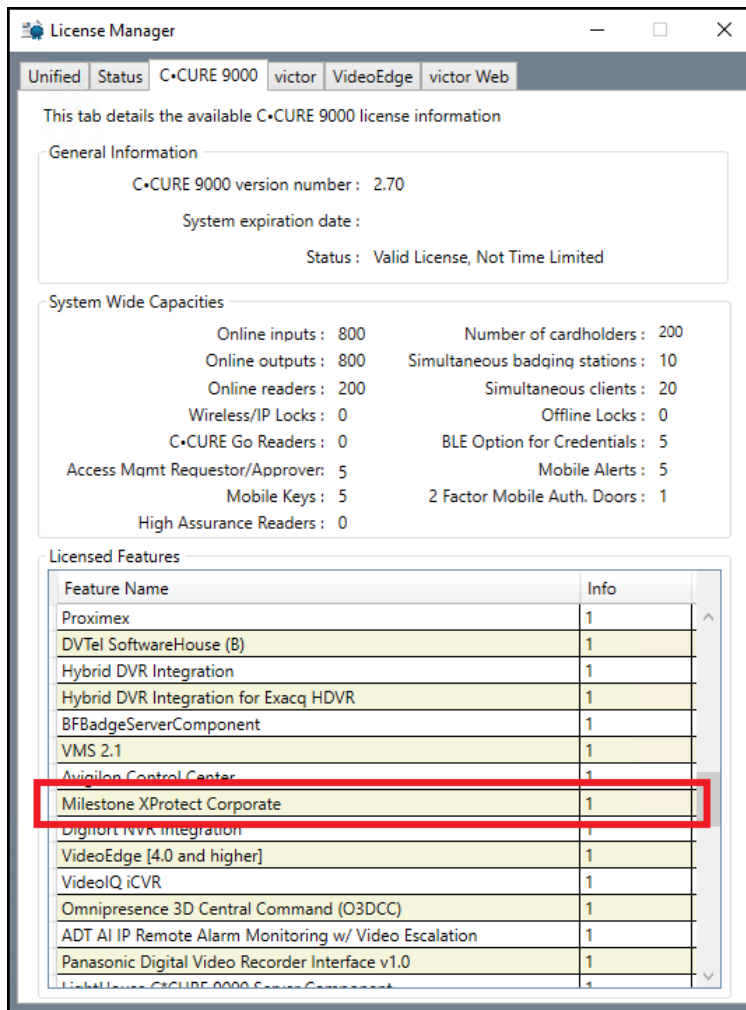 License Manager
Unified Status C•CURE 9000 victor VideoEdge victor Web
This tab details the available C•CURE 9000 license information
General Information
C•CURE 9000 version number : 2.70
System expiration date :
Status : Valid License, Not Time Limited
System Wide Capacities
Online inputs : 800 Number of cardholders : 200
Online outputs : 800 Simultaneous badging stations : 10
Online readers : 200 Simultaneous clients : 20
Wireless/IP Locks : 0 Offline Locks : 0
C•CURE Go Readers : 0 BLE Option for Credentials : 5
Access Mgmt Requestor/Approver: 5 Mobile Alerts : 5
Mobile Keys : 5 2 Factor Mobile Auth. Doors : 1
High Assurance Readers : 0
Licensed Features
Feature Name Info
Proximex 1
DVTel SoftwareHouse (B) 1
Hybrid DVR Integration 1
Hybrid DVR Integration for Exacq HDVR 1
BFBadgeServerComponent 1
VMS 2.1 1
Avigilon Control Center 1
Milestone XProtect Corporate 1
Digifort NVR Integration 1
VideoEdge [4.0 and higher] 1
VideoIQ iCVR 1
Omnipresence 3D Central Command (O3DCC) 1
ADT AI IP Remote Alarm Monitoring w/ Video Escalation 1
Panasonic Digital Video Recorder Interface v1.0 1
LightHouse C*CURE 9000 Server Component 1